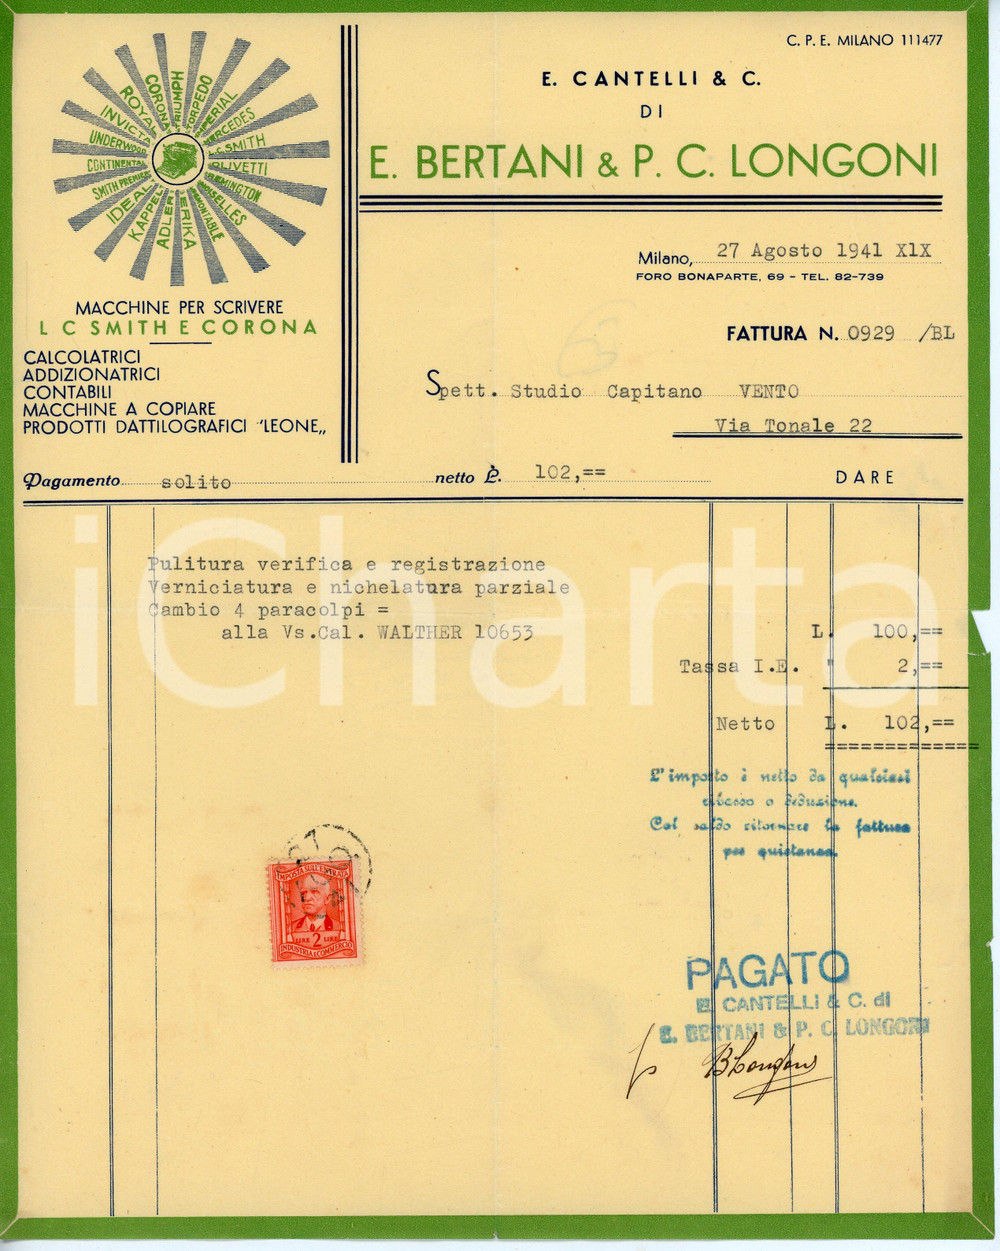 C. P. E. MILANO 111477
E. CANTELLI & C.
DI
E. BERTANI & P. C. LONGONI
CORONA
TRIUMPH
TORPEDO
IMPERIAL
MERCEDES
L.C. SMITH
OLIVETTI
REMINGTON
ERIKA
ADLER
KAPPEL
IDEAL
SMITH PREMIER
CONTINENTAL
UNDERWOOD
INVICTA
ROYAL
MACCHINE PER SCRIVERE
L C SMITH E CORONA
CALCOLATRICI
ADDIZIONATRICI
CONTABILI
MACCHINE A COPIARE
PRODOTTI DATTILOGRAFICI "LEONE„
Milano, 27 Agosto 1941 XlX
FORO BONAPARTE, 69 - TEL. 82-739
FATTURA N. 0929 /BL
Spett. Studio Capitano VENTO
Via Tonale 22
Pagamento solito netto £. 102,==
DARE
Pulitura verifica e registrazione
Verniciatura e nichelatura parziale
Cambio 4 paracolpi =
alla Vs.Cal. WALTHER 10653
L. 100,==
Tassa I.E. " 2,==
Netto L. 102,==
L'importo è netto da qualsiasi
ribasso o deduzione.
Col saldo ritornare la fattura
per quietanza.
IMPOSTA SULL'ENTRATA
LIRE 2 LIRE
INDUSTRIA E COMMERCIO
PAGATO
E. CANTELLI & C. di
E. BERTANI & P. C. LONGONI
iCharta